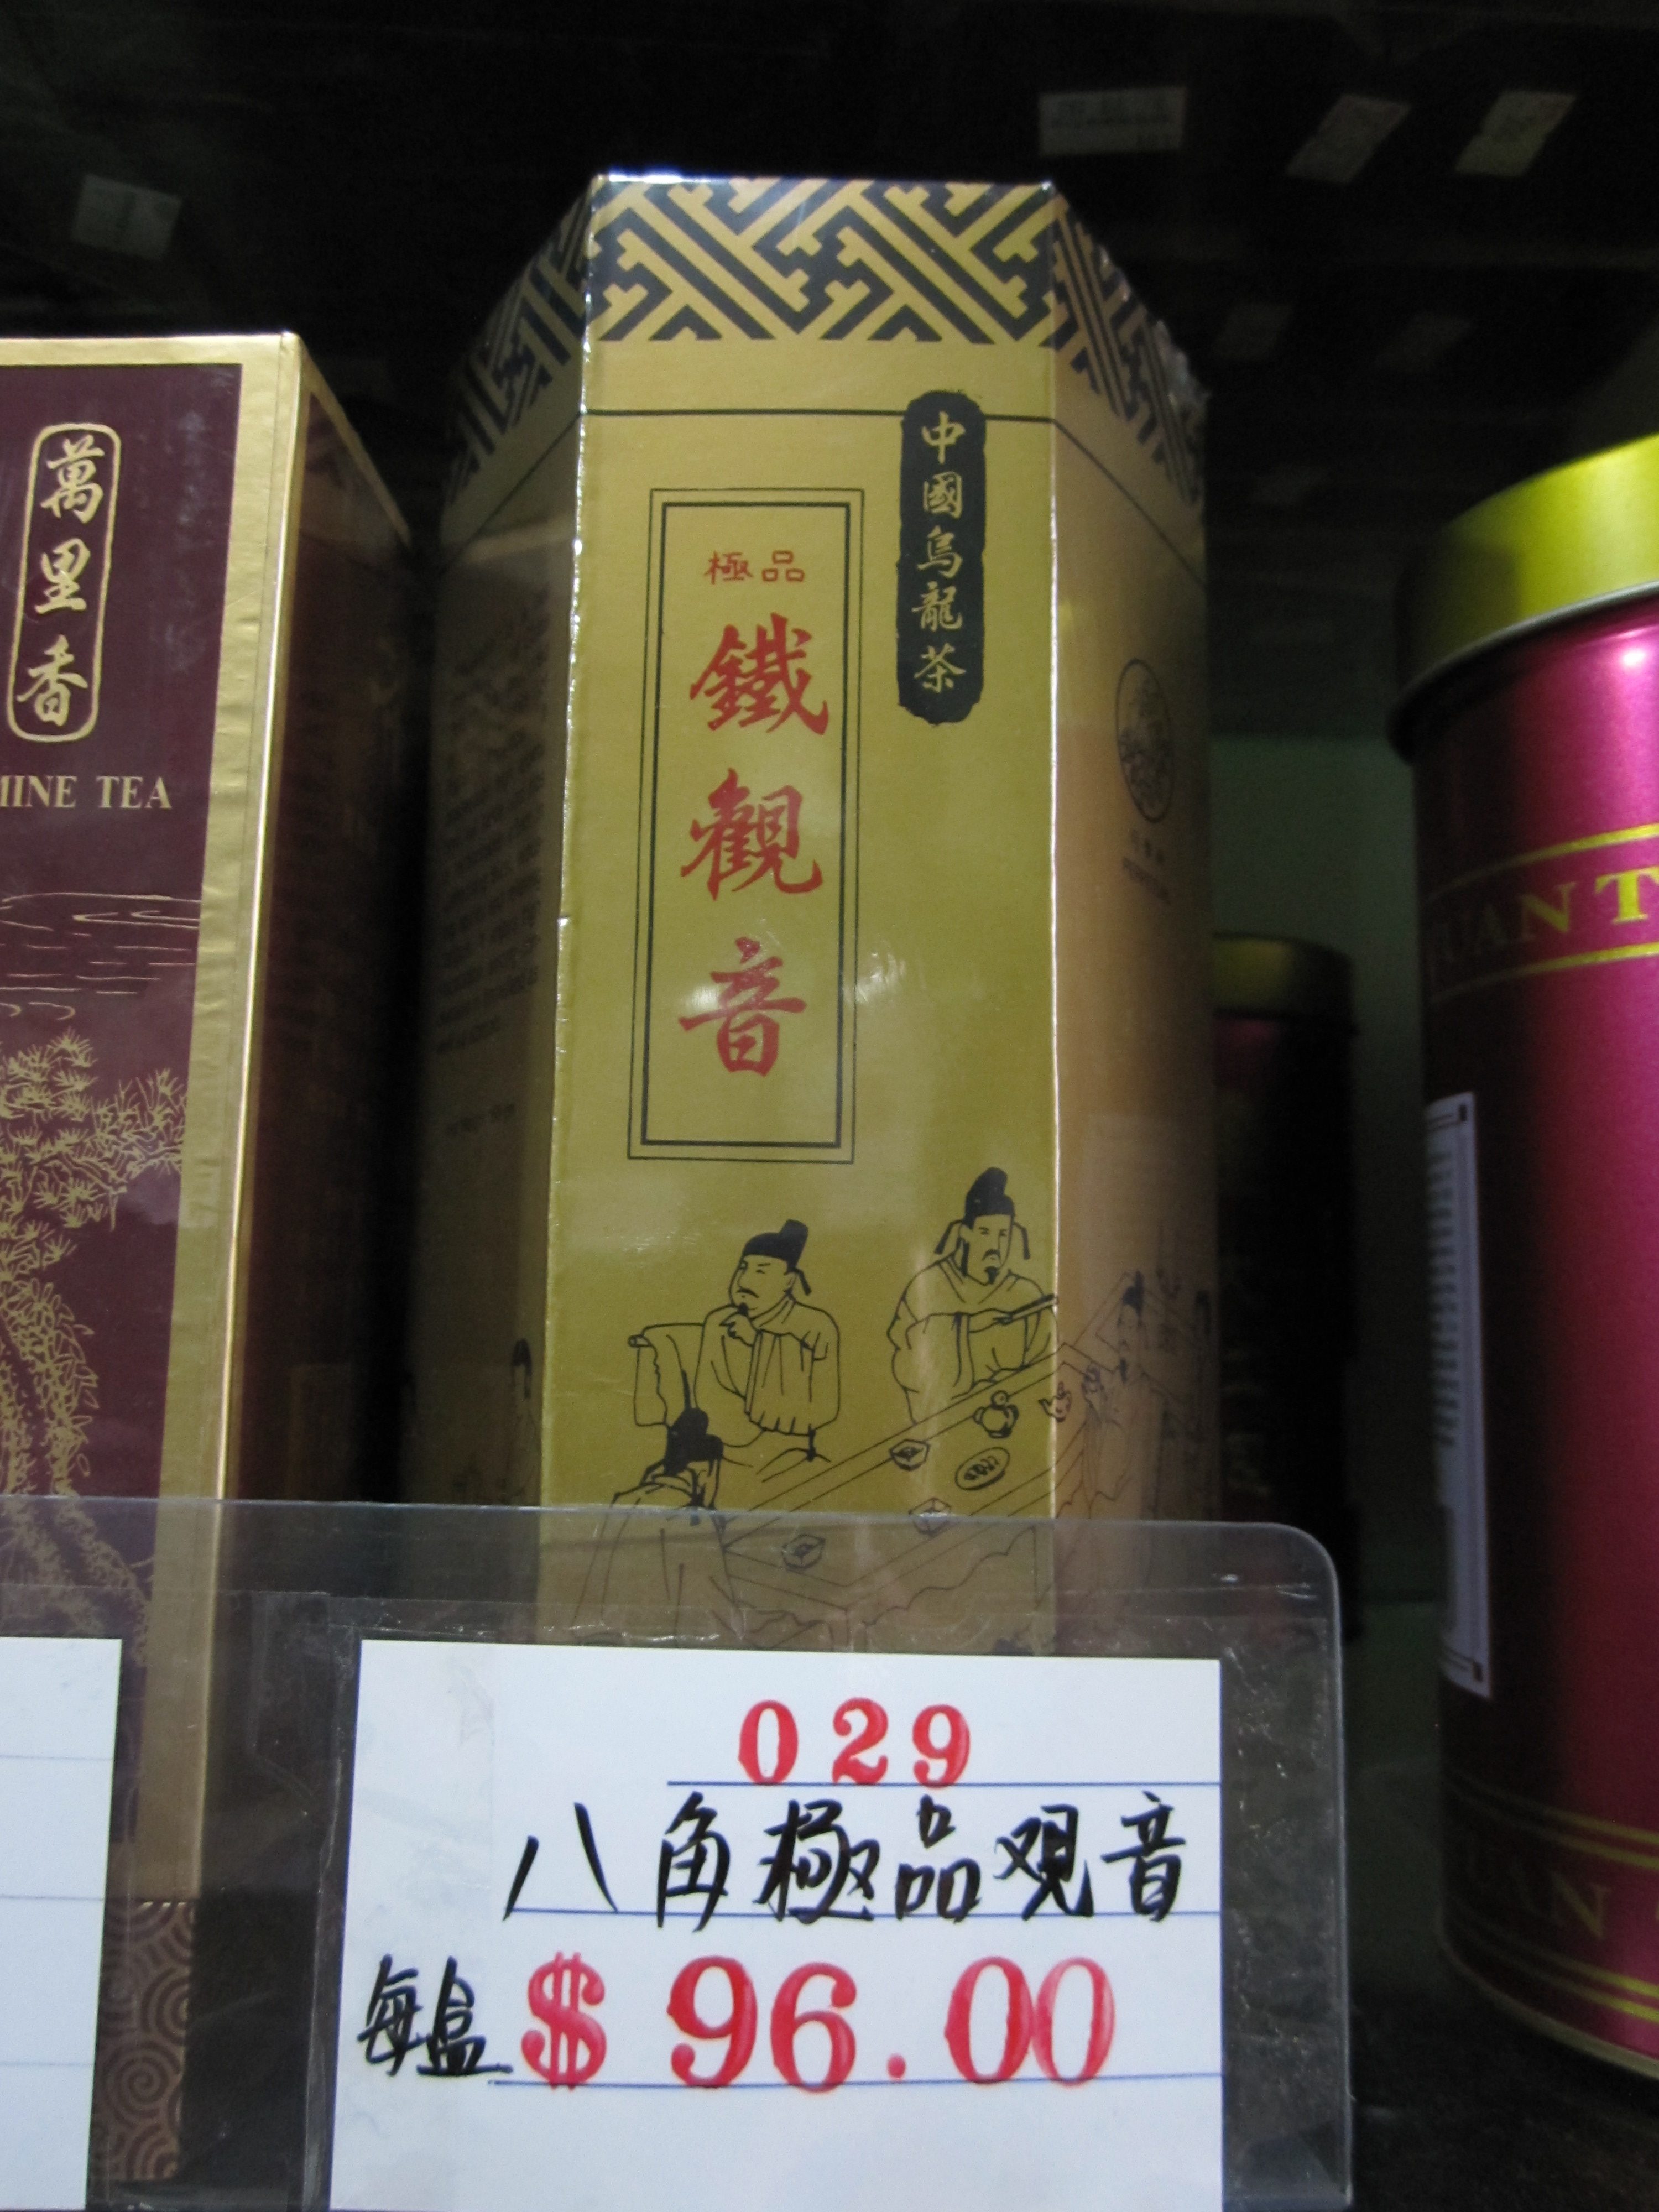 萬里香
MINE TEA
中國烏龍茶
極品
鐵觀音
UAN T
029
八角極品观音
每盒$96.00